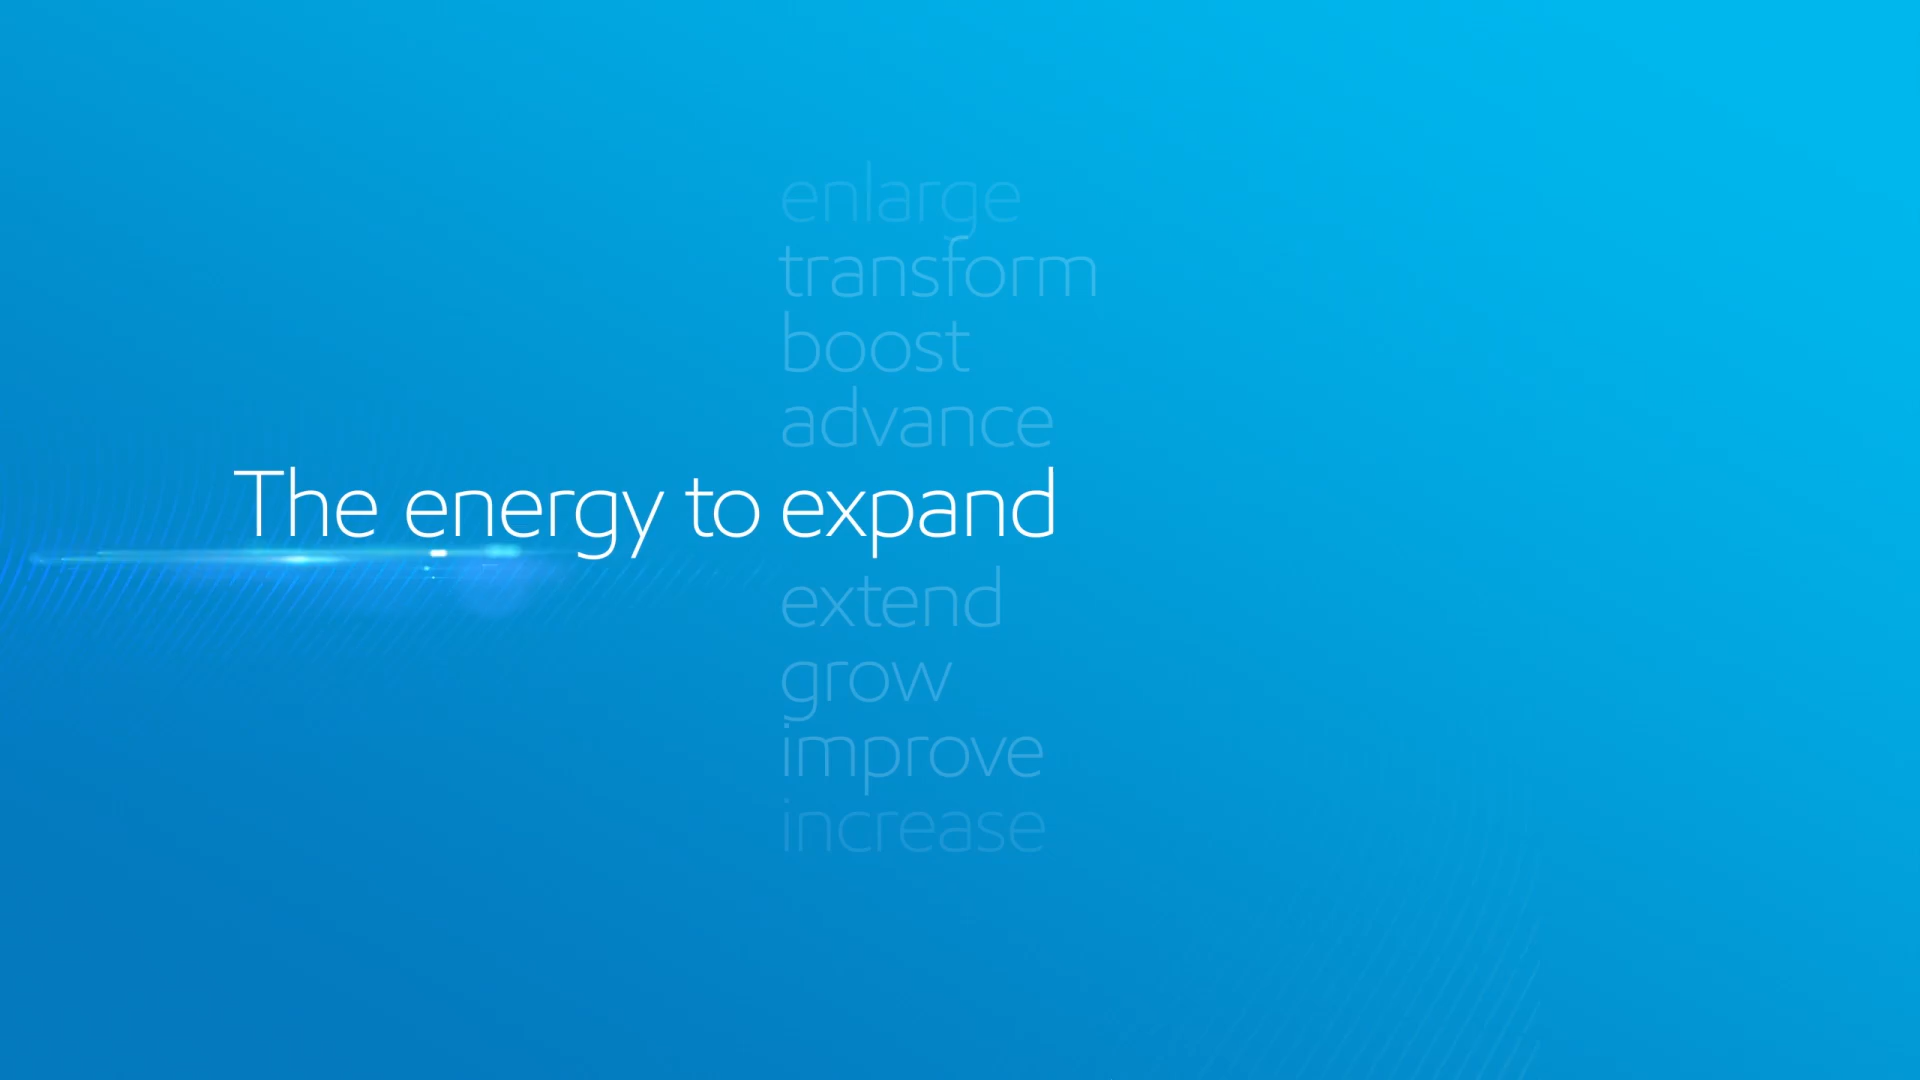 enlarge
transform
boost
advance
The energy to expand
extend
grow
improve
increase